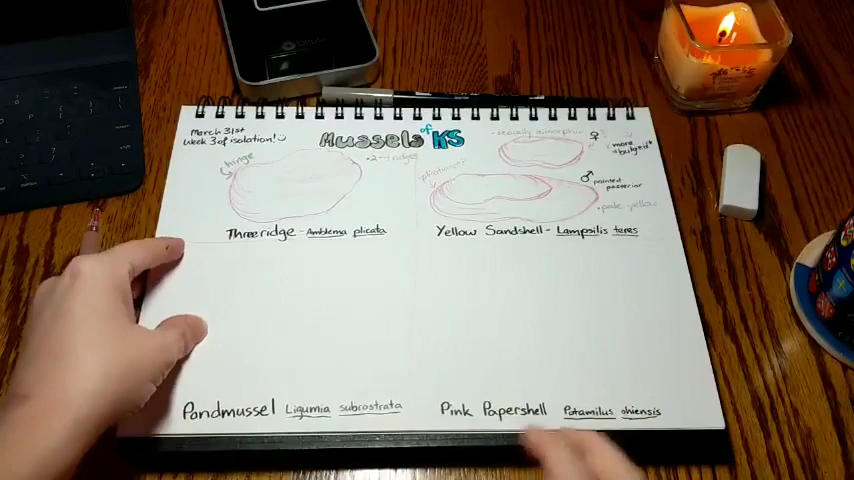 March 31st
Week 3 of isolation!
Mussels of KS
hinge
• 2-4 ridges
• sexually dimorphic ♀
more bulged
♂ pointed posterior
• pale yellow
Threeridge - Amblema plicata
Yellow Sandshell - Lampsilis teres
Pondmussel Ligumia subrostrata
Pink Papershell Potamilus ohiensis